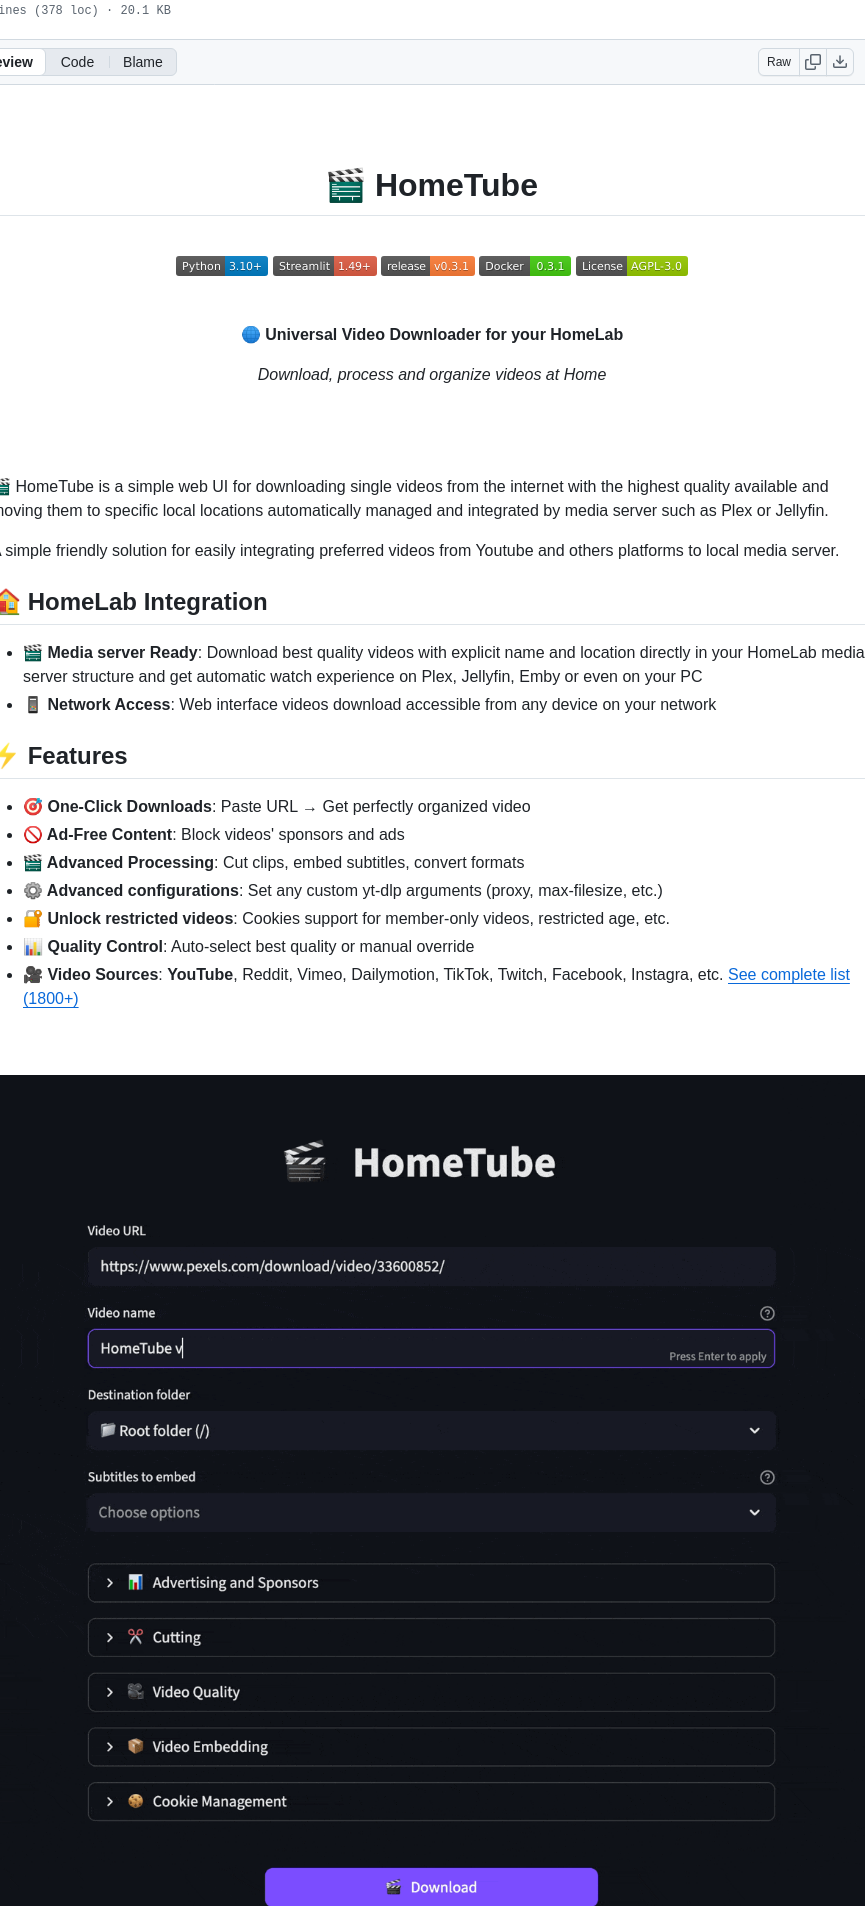 (378 loc) · 20.1 KB
Code
Blame
Raw
HomeTube
Python 3.10+
Streamlit 1.49+
release v0.3.1
Docker 0.3.1
License AGPL-3.0
Universal Video Downloader for your HomeLab
Download, process and organize videos at Home
HomeTube is a simple web UI for downloading single videos from the internet with the highest quality available and
moving them to specific local locations automatically managed and integrated by media server such as Plex or Jellyfin.
A simple friendly solution for easily integrating preferred videos from Youtube and others platforms to local media server.
HomeLab Integration
Media server Ready: Download best quality videos with explicit name and location directly in your HomeLab media
server structure and get automatic watch experience on Plex, Jellyfin, Emby or even on your PC
Network Access: Web interface videos download accessible from any device on your network
Features
One-Click Downloads: Paste URL → Get perfectly organized video
Ad-Free Content: Block videos' sponsors and ads
Advanced Processing: Cut clips, embed subtitles, convert formats
Advanced configurations: Set any custom yt-dlp arguments (proxy, max-filesize, etc.)
Unlock restricted videos: Cookies support for member-only videos, restricted age, etc.
Quality Control: Auto-select best quality or manual override
Video Sources: YouTube, Reddit, Vimeo, Dailymotion, TikTok, Twitch, Facebook, Instagra, etc. See complete list
(1800+)
HomeTube
Video URL
https://www.pexels.com/download/video/33600852/
Video name
HomeTube v
Press Enter to apply
Destination folder
Root folder (/)
Subtitles to embed
Choose options
Advertising and Sponsors
Cutting
Video Quality
Video Embedding
Cookie Management
Download